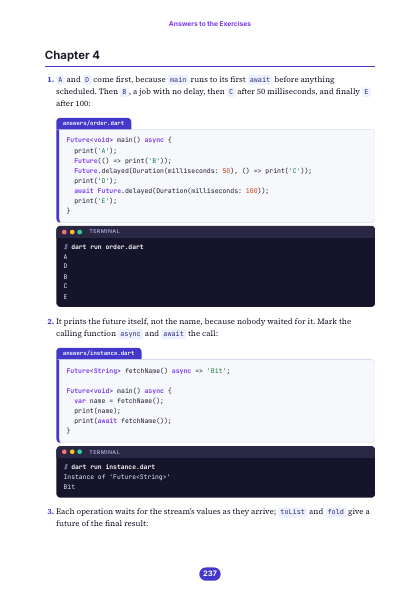 Answers to the Exercises
Chapter 4
1. A and D come first, because main runs to its first await before anything
scheduled. Then B, a job with no delay, then C after 50 milliseconds, and finally E
after 100:
answers/order.dart
Future<void> main() async {
  print('A');
  Future(() => print('B'));
  Future.delayed(Duration(milliseconds: 50), () => print('C'));
  print('D');
  await Future.delayed(Duration(milliseconds: 100));
  print('E');
}
TERMINAL
$ dart run order.dart
A
D
B
C
E
2. It prints the future itself, not the name, because nobody waited for it. Mark the
calling function async and await the call:
answers/instance.dart
Future<String> fetchName() async => 'Bit';
Future<void> main() async {
  var name = fetchName();
  print(name);
  print(await fetchName());
}
TERMINAL
$ dart run instance.dart
Instance of 'Future<String>'
Bit
3. Each operation waits for the stream's values as they arrive; toList and fold give a
future of the final result:
237